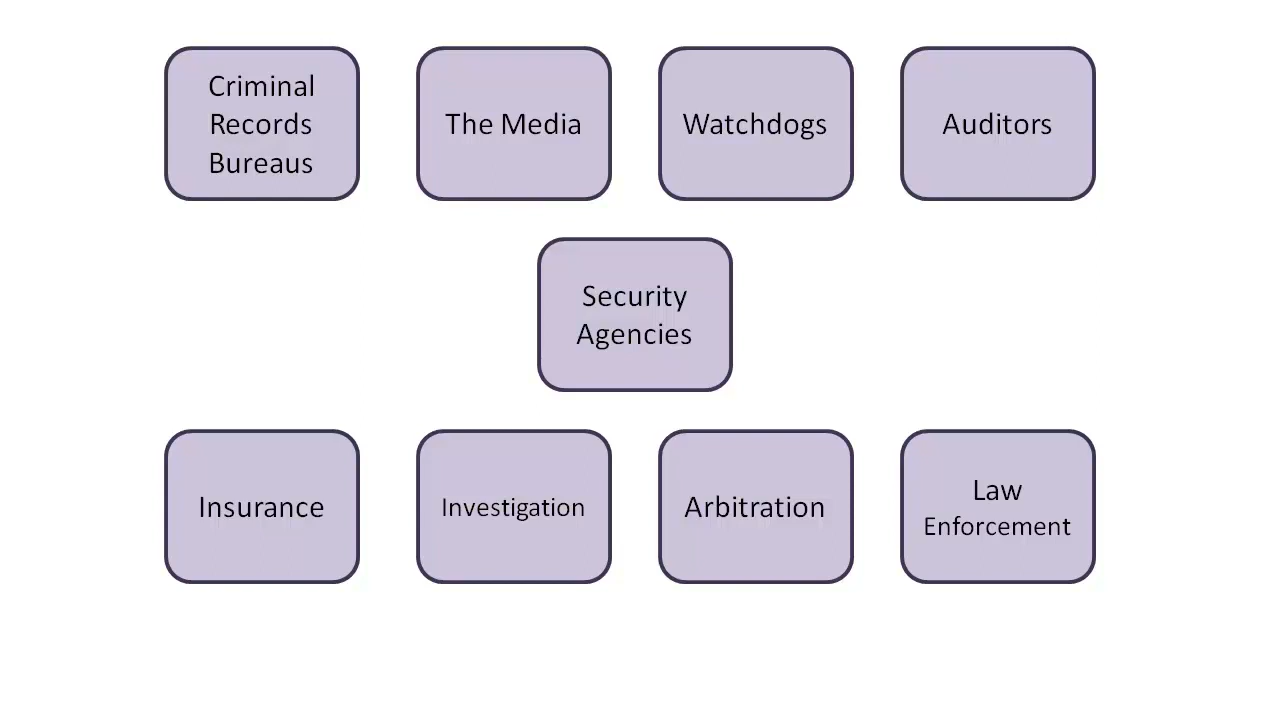 Criminal
Records
Bureaus
The Media
Watchdogs
Auditors
Security
Agencies
Insurance
Investigation
Arbitration
Law
Enforcement